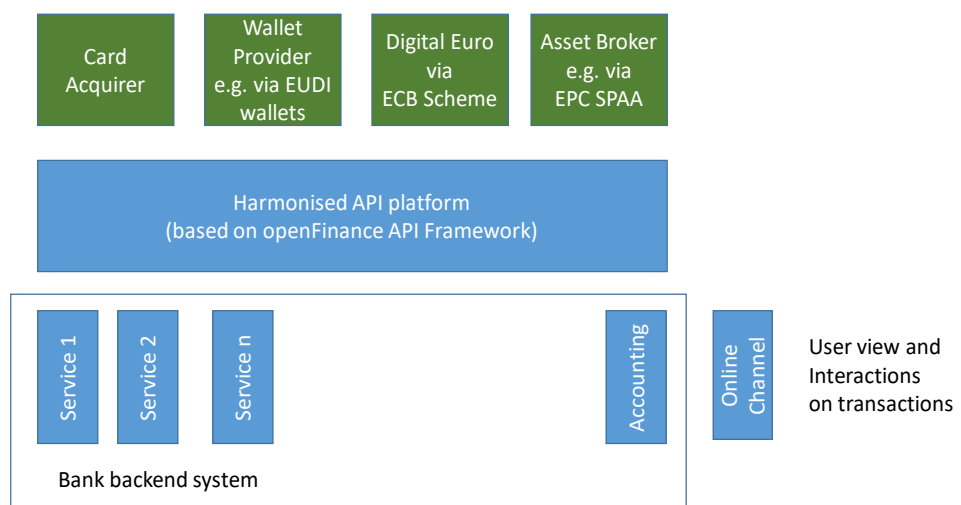 Card
Acquirer
Wallet
Provider
e.g. via EUDI
wallets
Digital Euro
via
ECB Scheme
Asset Broker
e.g. via
EPC SPAA
Harmonised API platform
(based on openFinance API Framework)
Service 1
Service 2
Service n
Accounting
Online
Channel
User view and
Interactions
on transactions
Bank backend system